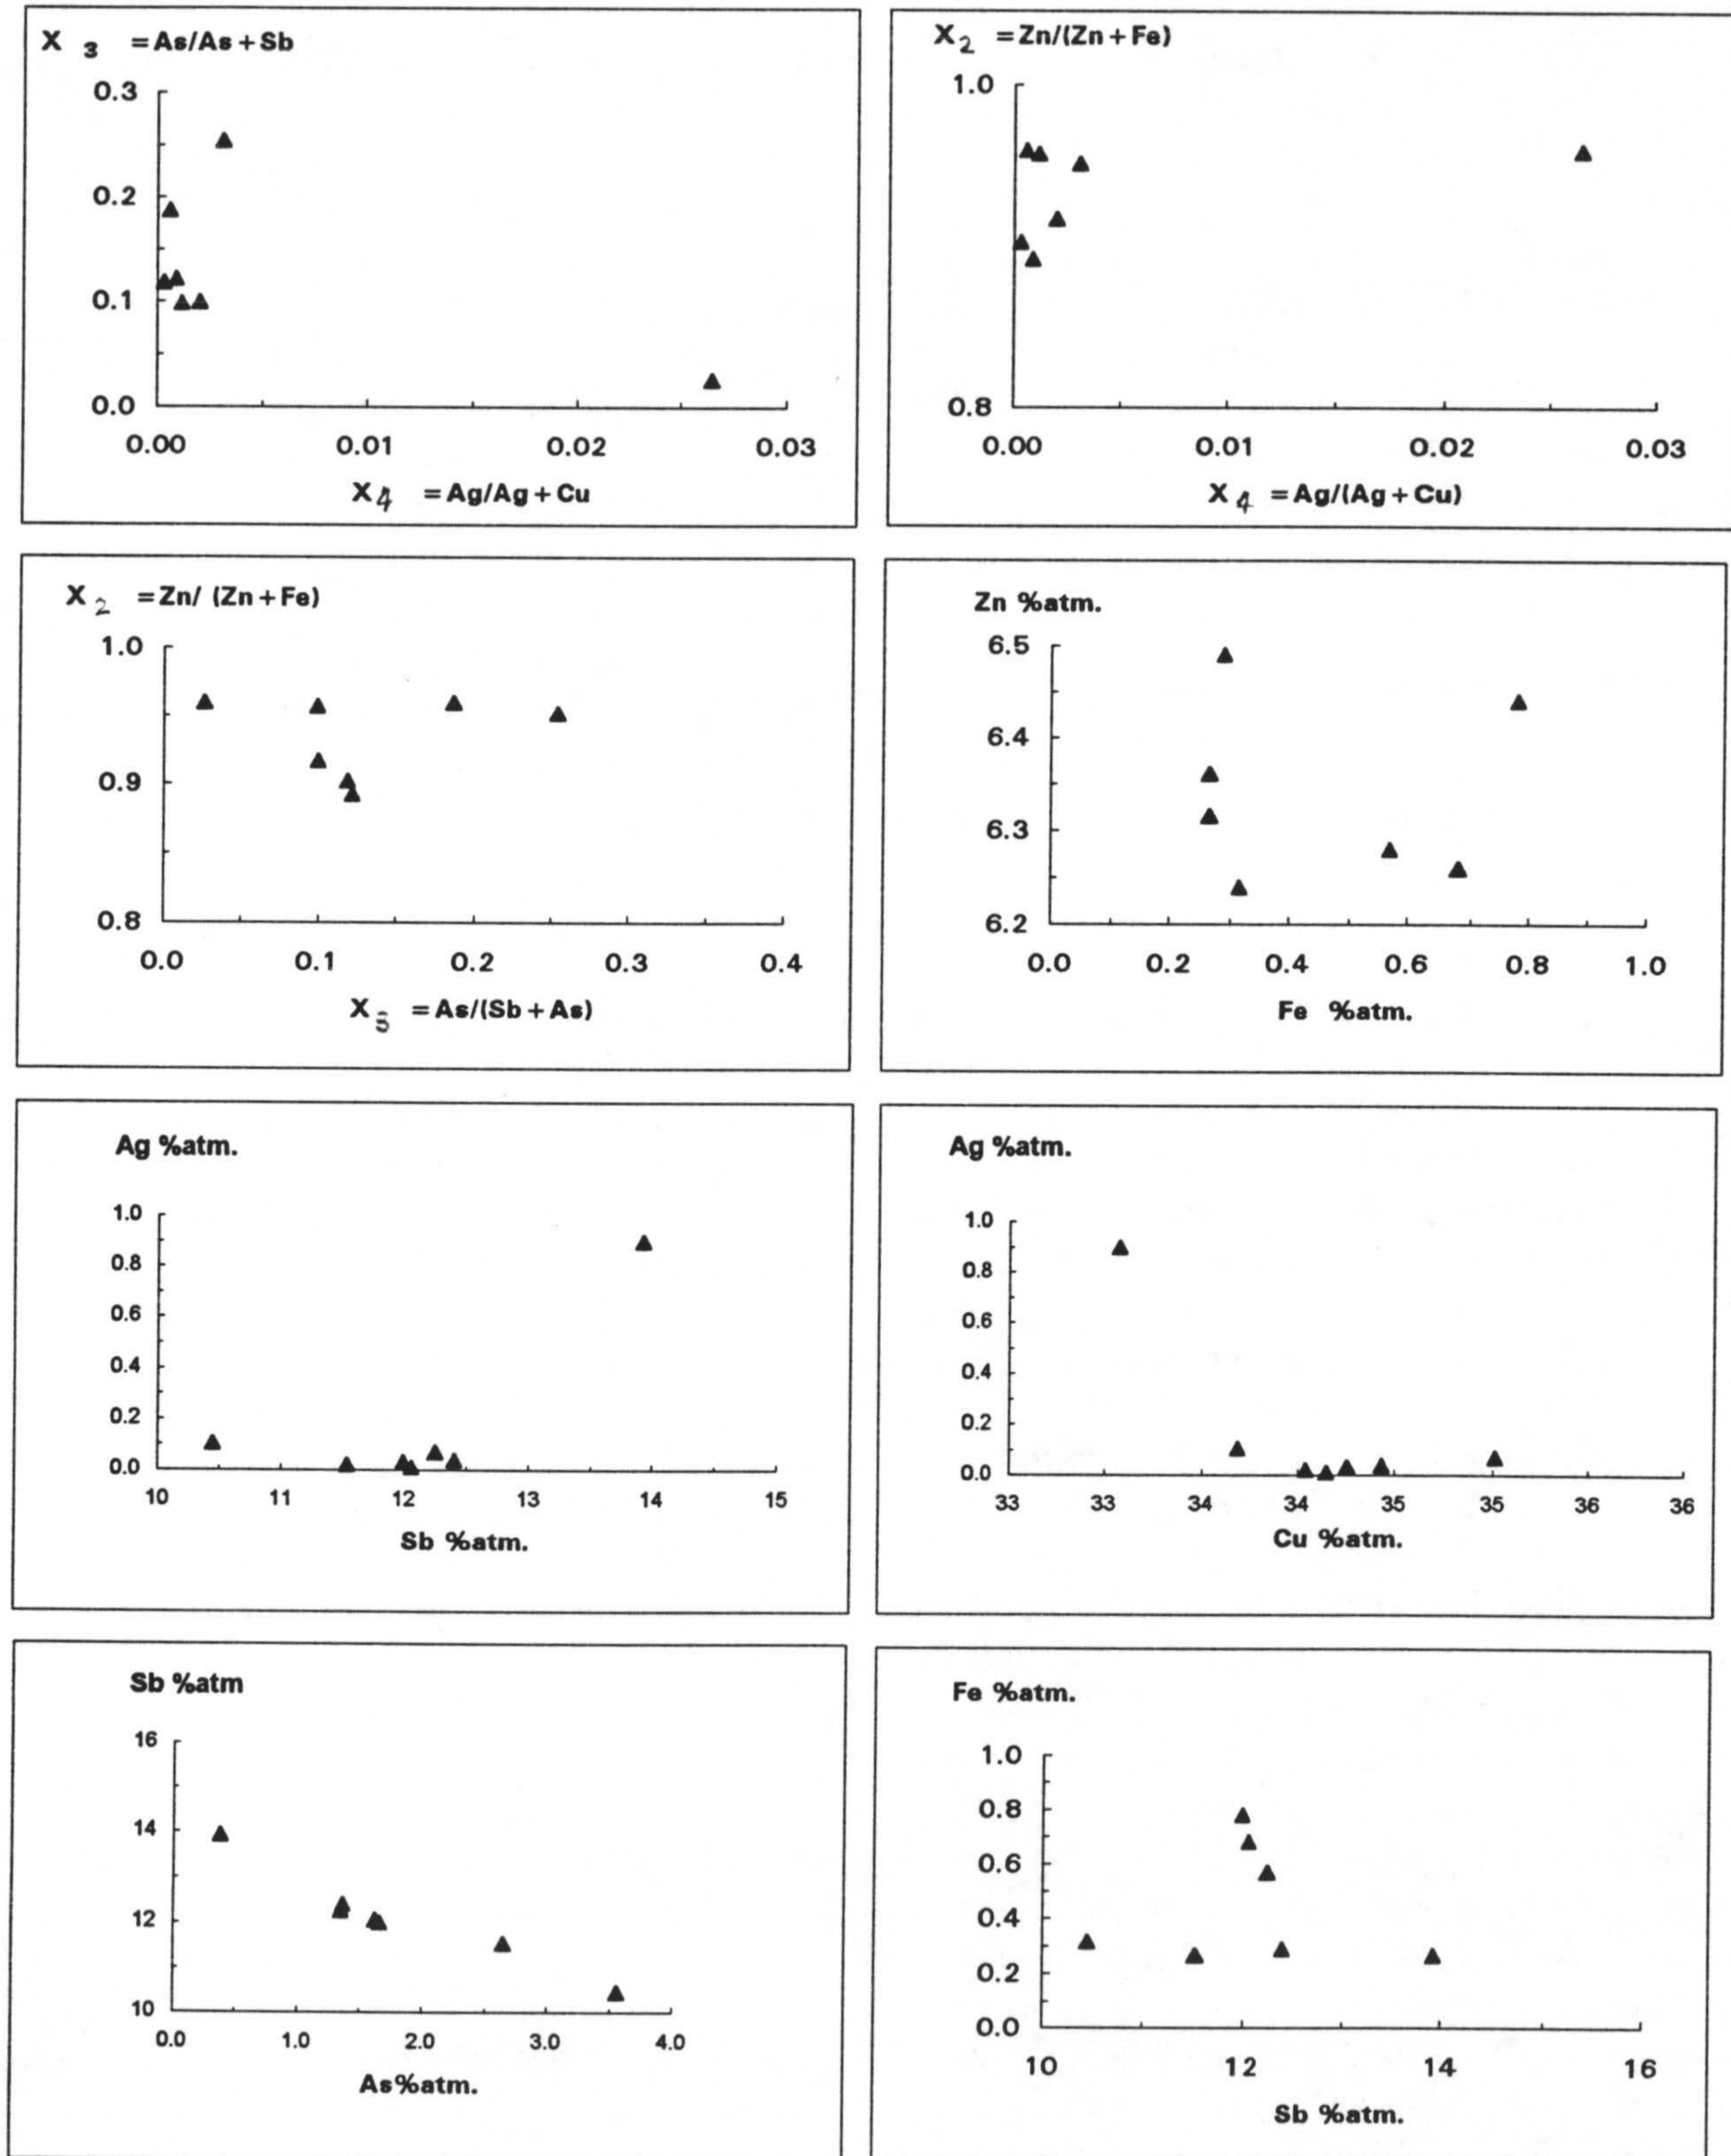 X 3 = As/As + Sb
0.3
0.2
0.1
0.0
0.00 0.01 0.02 0.03
X 4 = Ag/Ag + Cu
X 2 = Zn/(Zn + Fe)
1.0
0.8
0.00 0.01 0.02 0.03
X 4 = Ag/(Ag + Cu)
X 2 = Zn/ (Zn + Fe)
1.0
0.9
0.8
0.0 0.1 0.2 0.3 0.4
X 3 = As/(Sb + As)
Zn %atm.
6.5
6.4
6.3
6.2
0.0 0.2 0.4 0.6 0.8 1.0
Fe %atm.
Ag %atm.
1.0
0.8
0.6
0.4
0.2
0.0
10 11 12 13 14 15
Sb %atm.
Ag %atm.
1.0
0.8
0.6
0.4
0.2
0.0
33 33 34 34 35 35 36 36
Cu %atm.
Sb %atm
16
14
12
10
0.0 1.0 2.0 3.0 4.0
As%atm.
Fe %atm.
1.0
0.8
0.6
0.4
0.2
0.0
10 12 14 16
Sb %atm.